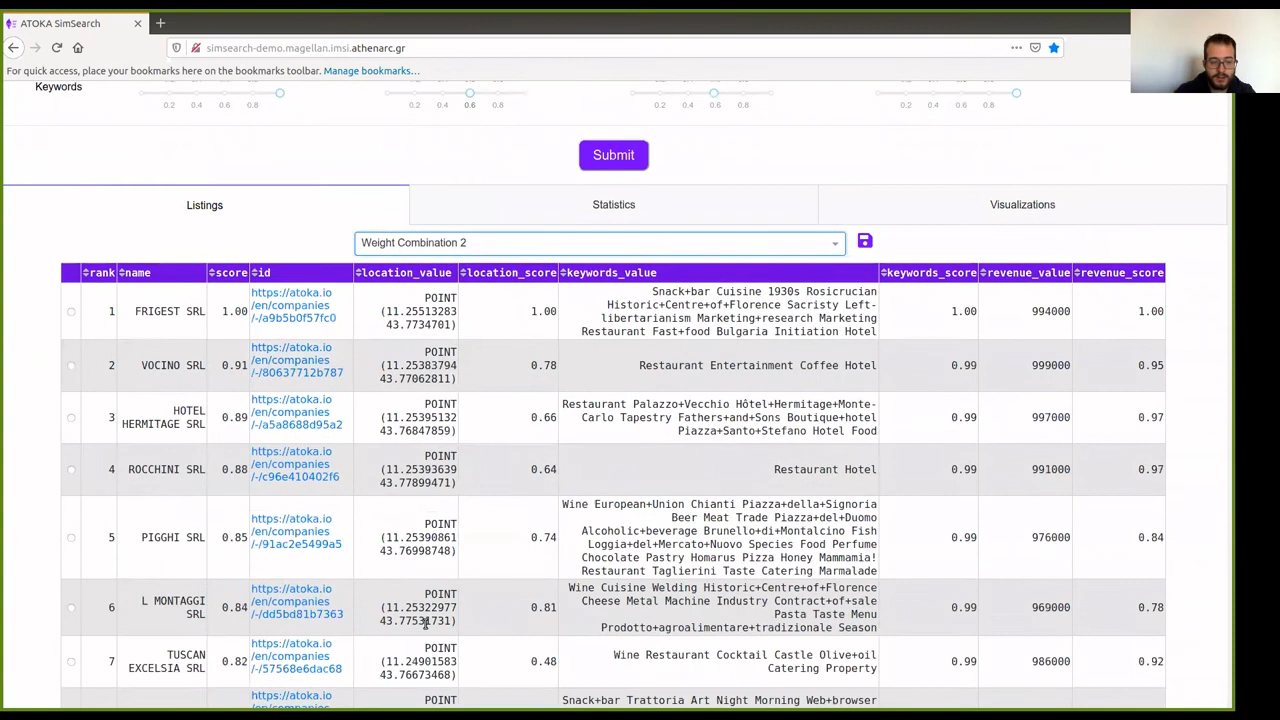 ATOKA SimSearch
simsearch-demo.magellan.imsi.athenarc.gr
For quick access, place your bookmarks here on the bookmarks toolbar. Manage bookmarks…
Keywords
0.2 0.4 0.6 0.8 0.2 0.4 0.6 0.8 0.2 0.4 0.6 0.8 0.2 0.4 0.6 0.8
Submit
Listings Statistics Visualizations
Weight Combination 2
rank name score id location_value location_score keywords_value keywords_score revenue_value revenue_score
1 FRIGEST SRL 1.00
https://atoka.io
/en/companies
/-/a9b5b0f57fc0
POINT
(11.25513283
43.7734701)
1.00
Snack+bar Cuisine 1930s Rosicrucian
Historic+Centre+of+Florence Sacristy Left-
libertarianism Marketing+research Marketing
Restaurant Fast+food Bulgaria Initiation Hotel
1.00 994000 1.00
2 VOCINO SRL 0.91
https://atoka.io
/en/companies
/-/80637712b787
POINT
(11.25383794
43.77062811)
0.78
Restaurant Entertainment Coffee Hotel
0.99 999000 0.95
3 HOTEL
HERMITAGE SRL
0.89
https://atoka.io
/en/companies
/-/a5a8688d95a2
POINT
(11.25395132
43.76847859)
0.66
Restaurant Palazzo+Vecchio Hôtel+Hermitage+Monte-
Carlo Tapestry Fathers+and+Sons Boutique+hotel
Piazza+Santo+Stefano Hotel Food
0.99 997000 0.97
4 ROCCHINI SRL 0.88
https://atoka.io
/en/companies
/-/c96e410402f6
POINT
(11.25393639
43.77899471)
0.64
Restaurant Hotel
0.99 991000 0.97
5 PIGGHI SRL 0.85
https://atoka.io
/en/companies
/-/91ac2e5499a5
POINT
(11.25390861
43.76998748)
0.74
Wine European+Union Chianti Piazza+della+Signoria
Beer Meat Trade Piazza+del+Duomo
Alcoholic+beverage Brunello+di+Montalcino Fish
Loggia+del+Mercato+Nuovo Species Food Perfume
Chocolate Pastry Homarus Pizza Honey Mammamia!
Restaurant Taglierini Taste Catering Marmalade
0.99 976000 0.84
6 L MONTAGGI
SRL
0.84
https://atoka.io
/en/companies
/-/dd5bd81b7363
POINT
(11.25322977
43.77531731)
0.81
Wine Cuisine Welding Historic+Centre+of+Florence
Cheese Metal Machine Industry Contract+of+sale
Pasta Taste Menu
Prodotto+agroalimentare+tradizionale Season
0.99 969000 0.78
7 TUSCAN
EXCELSIA SRL
0.82
https://atoka.io
/en/companies
/-/57568e6dac68
POINT
(11.24901583
43.76673468)
0.48
Wine Restaurant Cocktail Castle Olive+oil
Catering Property
0.99 986000 0.92
https://atoka.io
POINT
Snack+bar Trattoria Art Night Morning Web+browser